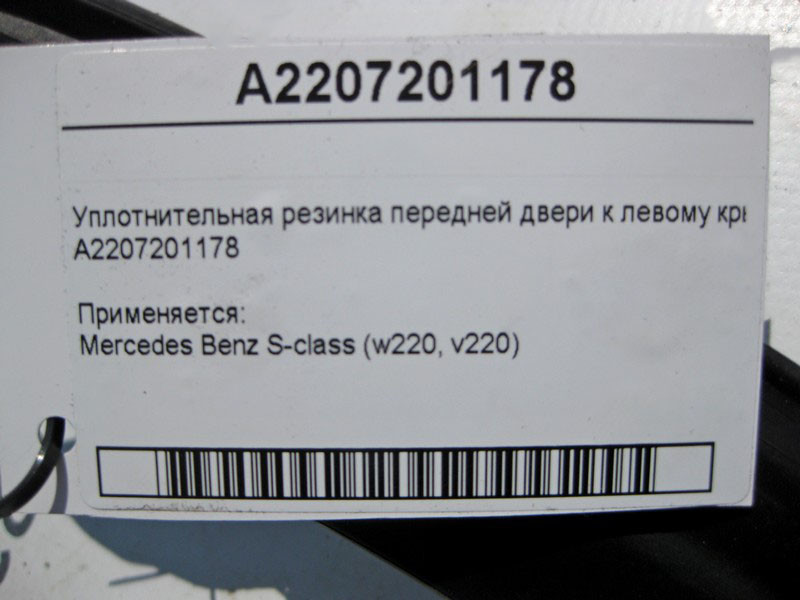 A2207201178
Уплотнительная резинка передней двери к левому кры
A2207201178
Применяется:
Mercedes Benz S-class (w220, v220)